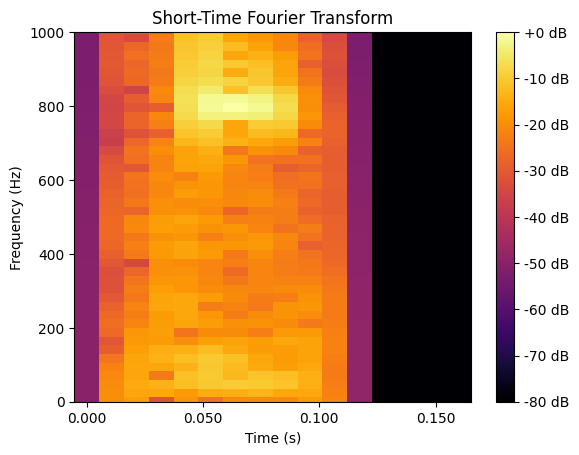 Short-Time Fourier Transform
Frequency (Hz)
1000
800
600
400
200
0
0.000
0.050
0.100
0.150
Time (s)
+0 dB
-10 dB
-20 dB
-30 dB
-40 dB
-50 dB
-60 dB
-70 dB
-80 dB